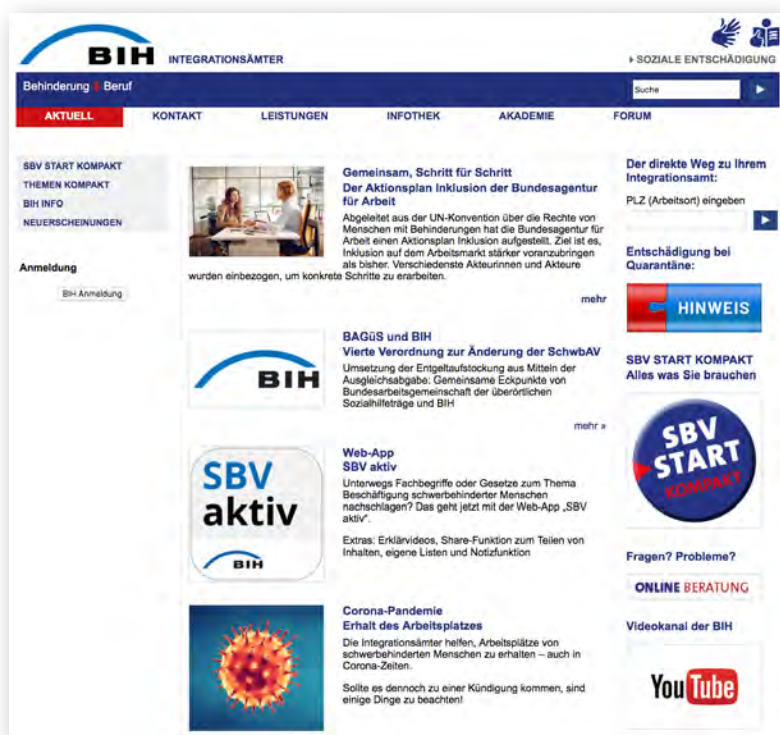 BIH INTEGRATIONSÄMTER
SOZIALE ENTSCHÄDIGUNG
Behinderung & Beruf
Suche
AKTUELL KONTAKT LEISTUNGEN INFOTHEK AKADEMIE FORUM
SBV START KOMPAKT
THEMEN KOMPAKT
BIH INFO
NEUERSCHEINUNGEN
Anmeldung
BIH Anmeldung
Gemeinsam, Schritt für Schritt
Der Aktionsplan Inklusion der Bundesagentur
für Arbeit
Abgeleitet aus der UN-Konvention über die Rechte von
Menschen mit Behinderungen hat die Bundesagentur für
Arbeit einen Aktionsplan Inklusion aufgestellt. Ziel ist es,
Inklusion auf dem Arbeitsmarkt stärker voranzubringen
als bisher. Verschiedenste Akteurinnen und Akteure
wurden einbezogen, um konkrete Schritte zu erarbeiten.
mehr
BIH
BAGüS und BIH
Vierte Verordnung zur Änderung der SchwbAV
Umsetzung der Entgeltaufstockung aus Mitteln der
Ausgleichsabgabe: Gemeinsame Eckpunkte von
Bundesarbeitsgemeinschaft der überörtlichen
Sozialhilfeträge und BIH
mehr »
SBV
aktiv
BIH
Web-App
SBV aktiv
Unterwegs Fachbegriffe oder Gesetze zum Thema
Beschäftigung schwerbehinderter Menschen
nachschlagen? Das geht jetzt mit der Web-App „SBV
aktiv".
Extras: Erklärvideos, Share-Funktion zum Teilen von
Inhalten, eigene Listen und Notizfunktion
Corona-Pandemie
Erhalt des Arbeitsplatzes
Die Integrationsämter helfen, Arbeitsplätze von
schwerbehinderten Menschen zu erhalten – auch in
Corona-Zeiten.
Sollte es dennoch zu einer Kündigung kommen, sind
einige Dinge zu beachten!
Der direkte Weg zu Ihrem
Integrationsamt:
PLZ (Arbeitsort) eingeben
Entschädigung bei
Quarantäne:
HINWEIS
SBV START KOMPAKT
Alles was Sie brauchen
SBV
START
KOMPAKT
Fragen? Probleme?
ONLINE BERATUNG
Videokanal der BIH
YouTube